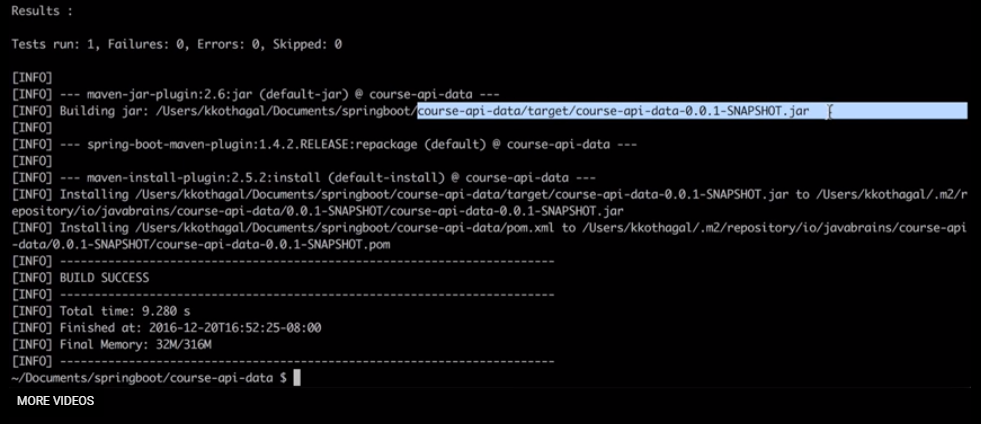 Results :
Tests run: 1, Failures: 0, Errors: 0, Skipped: 0
[INFO]
[INFO] --- maven-jar-plugin:2.6:jar (default-jar) @ course-api-data ---
[INFO] Building jar: /Users/kkothagal/Documents/springboot/course-api-data/target/course-api-data-0.0.1-SNAPSHOT.jar
[INFO]
[INFO] --- spring-boot-maven-plugin:1.4.2.RELEASE:repackage (default) @ course-api-data ---
[INFO]
[INFO] --- maven-install-plugin:2.5.2:install (default-install) @ course-api-data ---
[INFO] Installing /Users/kkothagal/Documents/springboot/course-api-data/target/course-api-data-0.0.1-SNAPSHOT.jar to /Users/kkothagal/.m2/r
epository/io/javabrains/course-api-data/0.0.1-SNAPSHOT/course-api-data-0.0.1-SNAPSHOT.jar
[INFO] Installing /Users/kkothagal/Documents/springboot/course-api-data/pom.xml to /Users/kkothagal/.m2/repository/io/javabrains/course-api
-data/0.0.1-SNAPSHOT/course-api-data-0.0.1-SNAPSHOT.pom
[INFO] ------------------------------------------------------------------------
[INFO] BUILD SUCCESS
[INFO] ------------------------------------------------------------------------
[INFO] Total time: 9.280 s
[INFO] Finished at: 2016-12-20T16:52:25-08:00
[INFO] Final Memory: 32M/316M
[INFO] ------------------------------------------------------------------------
~/Documents/springboot/course-api-data $
MORE VIDEOS